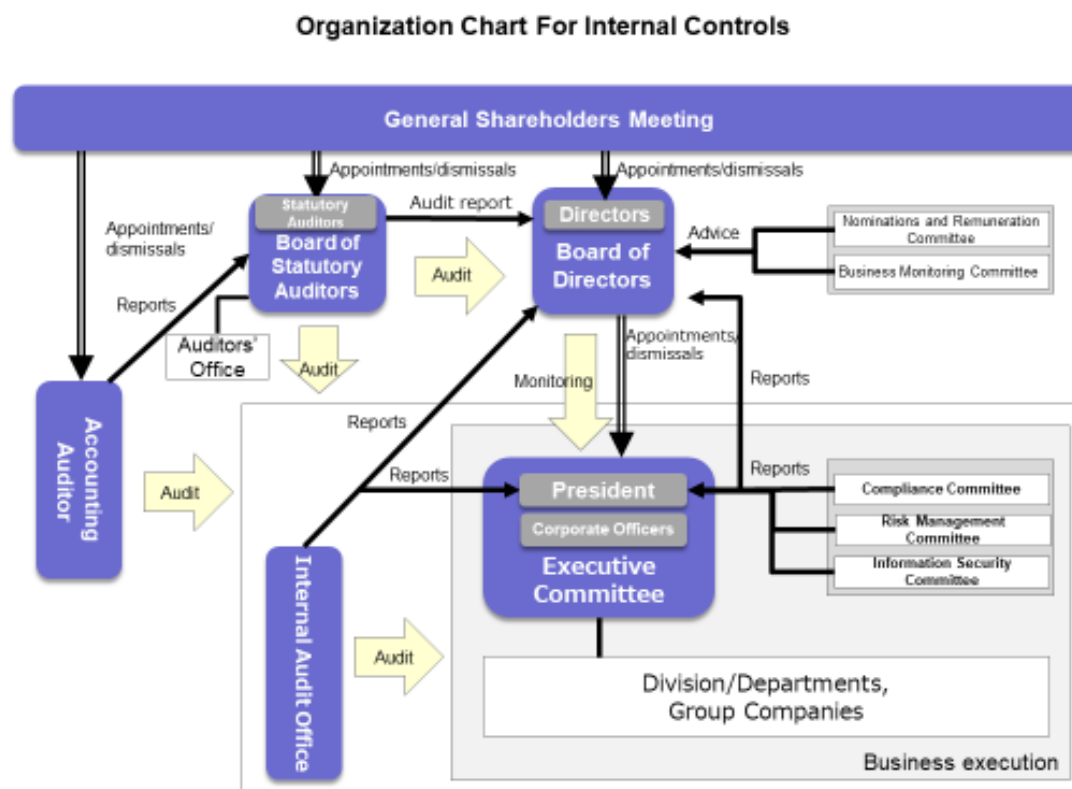 Organization Chart For Internal Controls
General Shareholders Meeting
Appointments/dismissals
Appointments/dismissals
Statutory
Auditors
Audit report
Directors
Nominations and Remuneration
Committee
Appointments/
dismissals
Board of
Statutory
Auditors
Advice
Board of
Directors
Audit
Business Monitoring Committee
Reports
Auditors'
Office
Audit
Appointments/
dismissals
Monitoring
Reports
Accounting
Auditor
Reports
Audit
Reports
Reports
President
Compliance Committee
Corporate Officers
Risk Management
Committee
Executive
Committee
Information Security
Committee
Internal Audit Office
Audit
Division/Departments,
Group Companies
Business execution